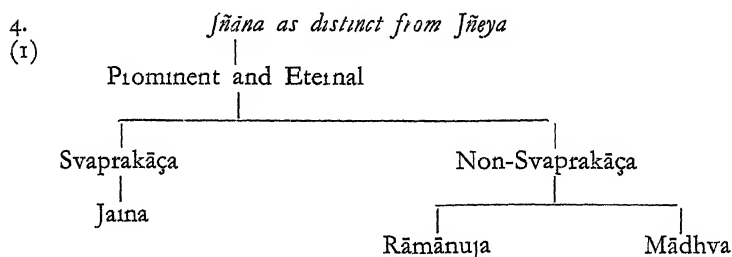 4.
(1) Jñāna as distinct from Jñeya
Prominent and Eternal
Svaprakāça Non-Svaprakāça
Jaina
Rāmānuja Mādhva